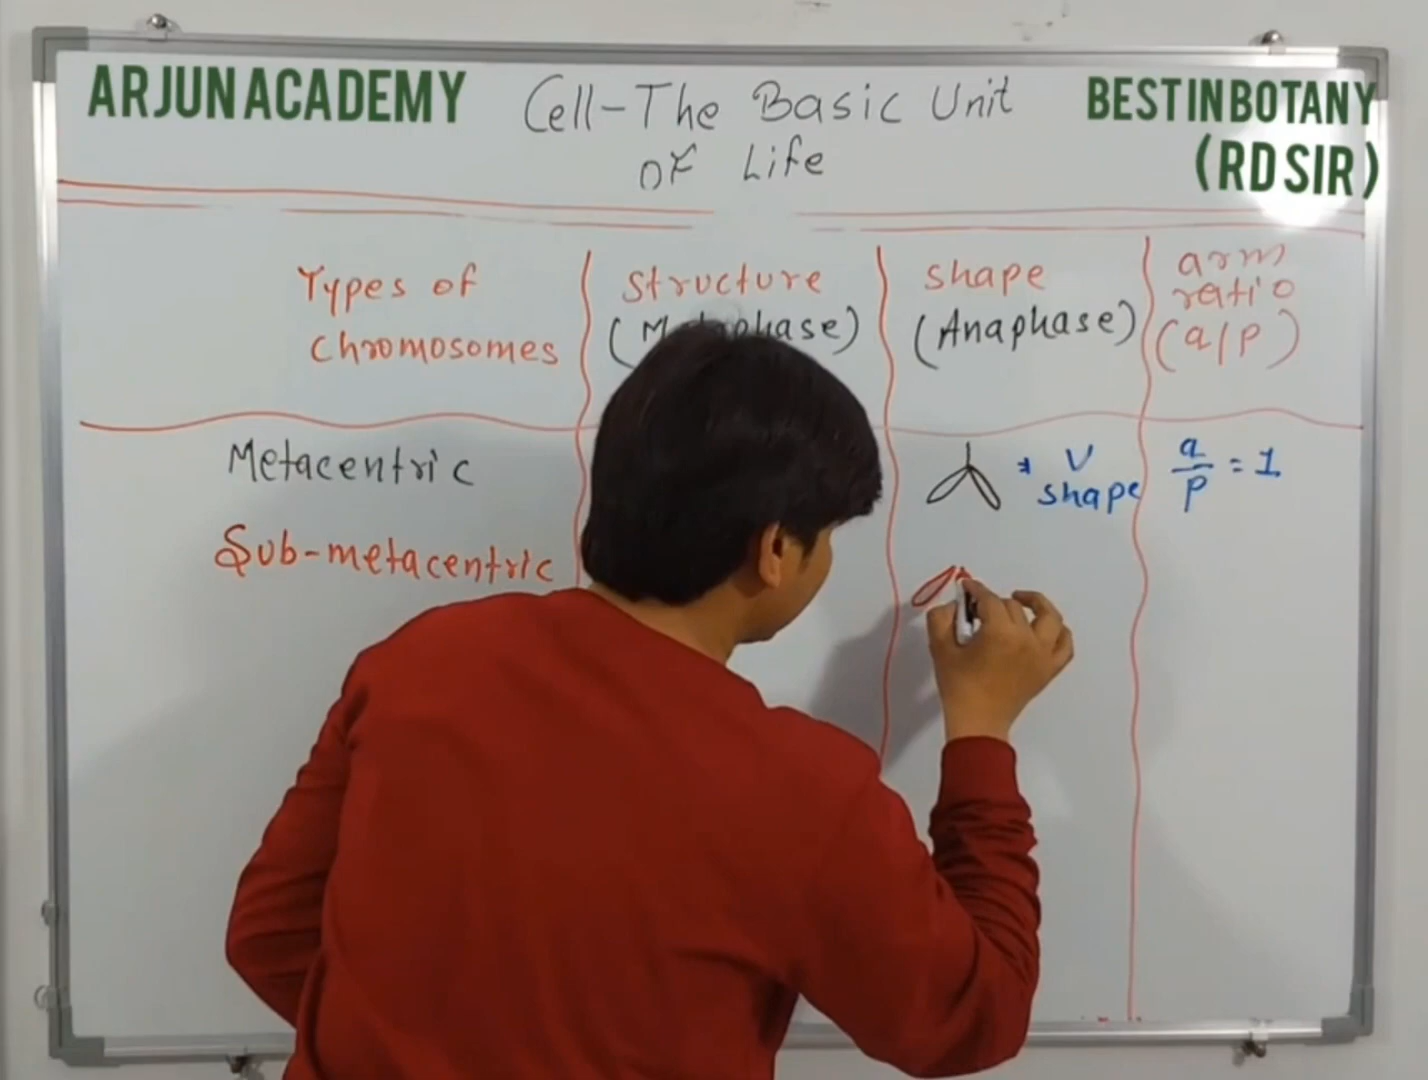 ARJUN ACADEMY
Cell-The Basic Unit
of Life
BEST IN BOTANY
(RD SIR)
Types of
chromosomes
Structure
(Metaphase)
shape
(Anaphase)
arm
ratio
(a/p)
Metacentric
V
shape
a/p = 1
Sub-metacentric